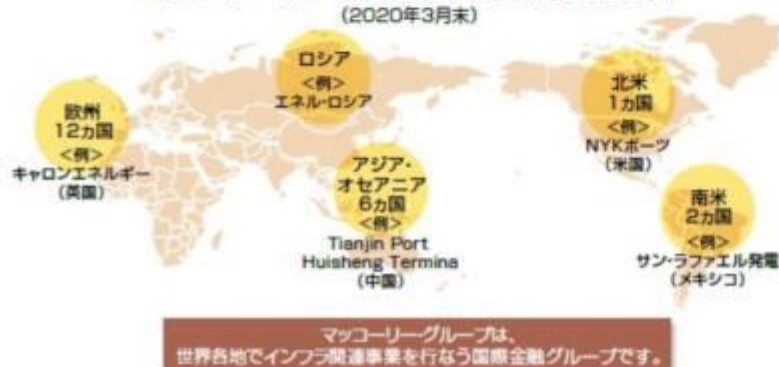 (2020年3月末)
ロシア
<例>
エネル・ロシア
北米
1ヵ国
<例>
NYKポーツ
(米国)
欧州
12ヵ国
<例>
キャロンエネルギー
(英国)
アジア・
オセアニア
6ヵ国
<例>
Tianjin Port
Huisheng Termina
(中国)
南米
2ヵ国
<例>
サン・ラファエル発電
(メキシコ)
マッコーリーグループは、
世界各地でインフラ関連事業を行なう国際金融グループです。